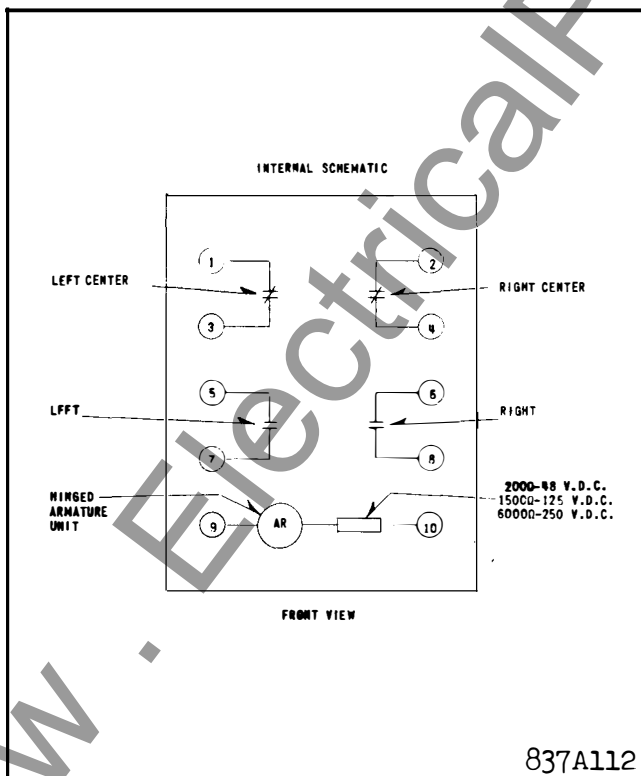 INTERNAL SCHEMATIC
1
2
LEFT CENTER
RIGHT CENTER
3
4
5
6
LEFT
RIGHT
7
8
HINGED
ARMATURE
UNIT
9
AR
10
200Ω-48 V.D.C.
1500Ω-125 V.D.C.
6000Ω-250 V.D.C.
FRONT VIEW
837A112
w . ElectricalP